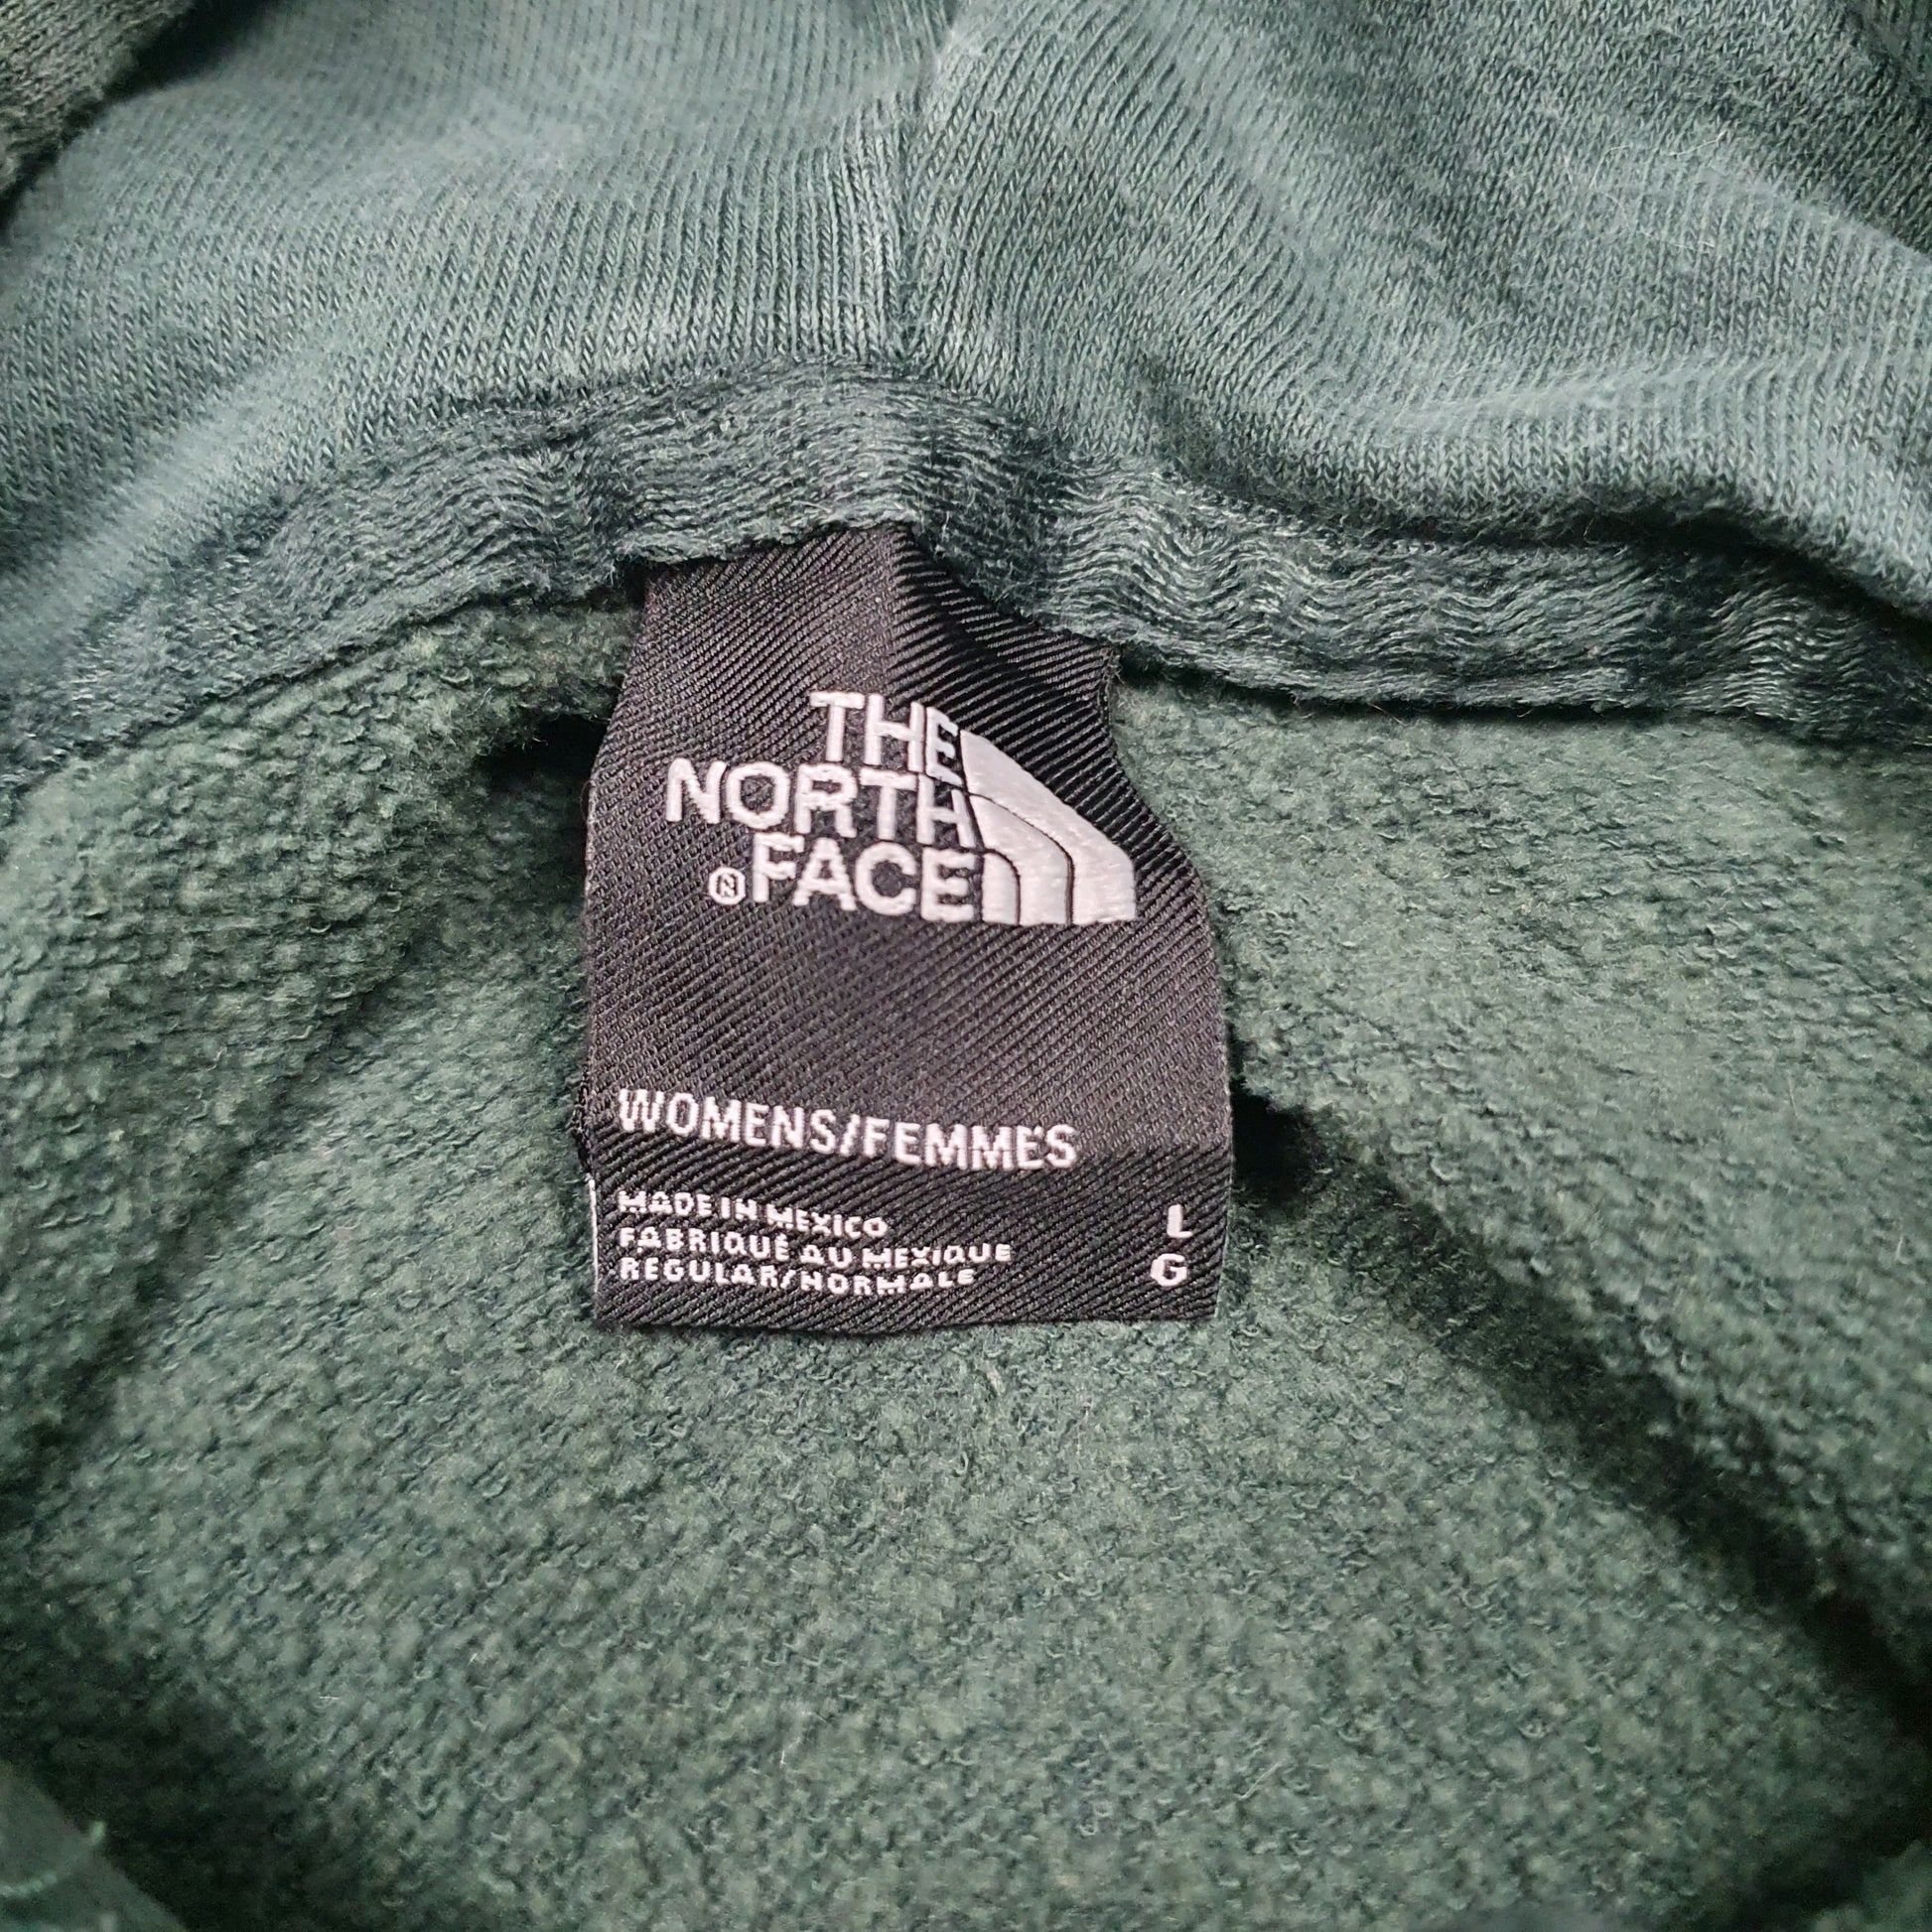 THE
NORTH
® FACE
WOMENS/FEMMES
MADE IN MEXICO L
FABRIQUÉ AU MEXIQUE
REGULAR/NORMALE G